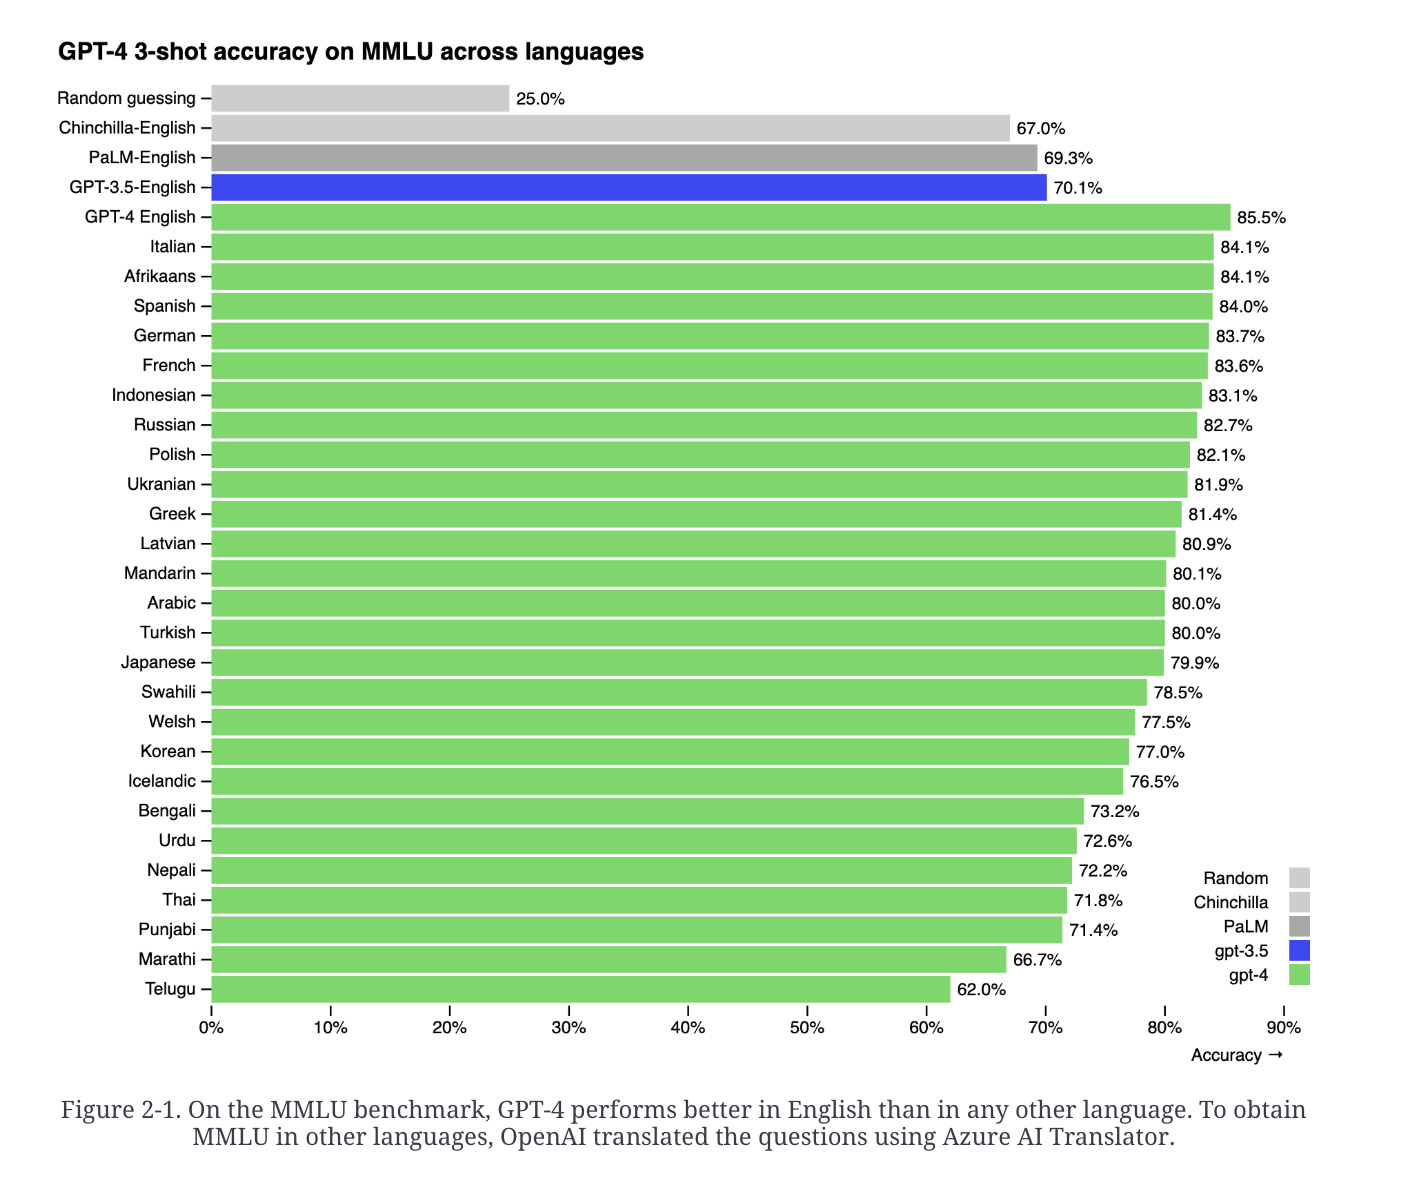 GPT-4 3-shot accuracy on MMLU across languages
Random guessing 25.0%
Chinchilla-English 67.0%
PaLM-English 69.3%
GPT-3.5-English 70.1%
GPT-4 English 85.5%
Italian 84.1%
Afrikaans 84.1%
Spanish 84.0%
German 83.7%
French 83.6%
Indonesian 83.1%
Russian 82.7%
Polish 82.1%
Ukranian 81.9%
Greek 81.4%
Latvian 80.9%
Mandarin 80.1%
Arabic 80.0%
Turkish 80.0%
Japanese 79.9%
Swahili 78.5%
Welsh 77.5%
Korean 77.0%
Icelandic 76.5%
Bengali 73.2%
Urdu 72.6%
Nepali 72.2%
Thai 71.8%
Punjabi 71.4%
Marathi 66.7%
Telugu 62.0%
Random
Chinchilla
PaLM
gpt-3.5
gpt-4
0% 10% 20% 30% 40% 50% 60% 70% 80% 90%
Accuracy →
Figure 2-1. On the MMLU benchmark, GPT-4 performs better in English than in any other language. To obtain
MMLU in other languages, OpenAI translated the questions using Azure AI Translator.